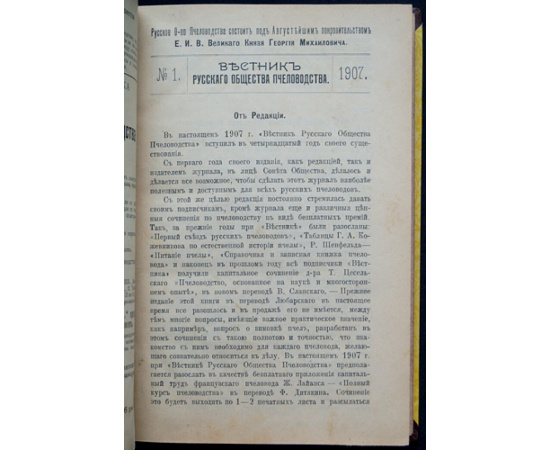 Русское О-во Пчеловодства состоитъ подъ Августѣйшимъ покровительствомъ
Е. И. В. Великаго Князя Георгія Михаиловича.
№ 1.
ВѢСТНИКЪ
РУССКАГО ОБЩЕСТВА ПЧЕЛОВОДСТВА.
1907.
Отъ Редакціи.
Въ настоящемъ 1907 г. «Вѣстникъ Русскаго Общества
Пчеловодства» вступилъ въ четырнадцатый годъ своего суще-
ствованія.
Съ перваго года своего изданія, какъ редакціей, такъ и
издателемъ журнала, въ лицѣ Совѣта Общества, дѣлалось и
дѣлается все возможное, чтобы сдѣлать этотъ журналъ наиболѣе
полезнымъ и доступнымъ для всѣхъ русскихъ пчеловодовъ.
Съ этой же цѣлью редакція постоянно стремилась давать
своимъ подписчикамъ, кромѣ журнала еще и различныя цѣн-
ныя сочиненія по пчеловодству въ видѣ безплатныхъ премій.
Такъ, за прежніе годы при «Вѣстникѣ» были разосланы:
«Первый съѣздъ русскихъ пчеловодовъ», «Таблицы Г. А. Ко-
жевникова по естественной исторіи пчелы», Р. Шенфельда—
«Питаніе пчелы», «Справочная и записная книжка пчело-
вода» и наконецъ въ прошломъ году всѣ подписчики «Вѣст-
ника» получили капитальное сочиненіе д-ра Т. Цесель-
скаго «Пчеловодство, основанное на наукѣ и многосторон-
немъ опытѣ», въ новомъ переводѣ В. Славскаго. — Прежнее
изданіе этой книги въ переводѣ Любарскаго въ настоящее
время все разошлось и въ продажѣ его не имѣется, между
тѣмъ многіе вопросы, имѣющіе важное практическое значеніе,
какъ напримѣръ, вопросъ о зимовкѣ пчелъ, разработанъ въ
этомъ сочиненіи съ такою полнотою и точностью, что зна-
комство съ нимъ необходимо для каждаго пчеловода, желаю-
щаго сознательно относиться къ дѣлу. Въ настоящемъ 1907 г.
при «Вѣстникѣ Русскаго Общества Пчеловодства» предпола-
гается разослать въ качествѣ безплатнаго приложенія капиталь-
ный трудъ французскаго пчеловода Ж. Лайанса — «Полный
курсъ пчеловодства» въ переводѣ Ф. Дитякина. Сочиненіе
это будетъ выходить по 1—2 печатныхъ листа и разсылаться